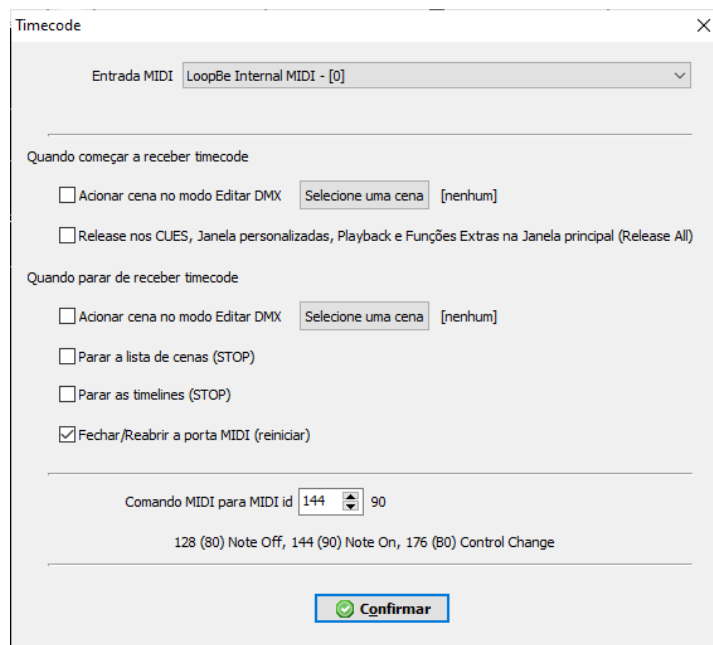 Timecode
Entrada MIDI LoopBe Internal MIDI - [0]
Quando começar a receber timecode
Acionar cena no modo Editar DMX Selecione uma cena [nenhum]
Release nos CUES, Janela personalizadas, Playback e Funções Extras na Janela principal (Release All)
Quando parar de receber timecode
Acionar cena no modo Editar DMX Selecione uma cena [nenhum]
Parar a lista de cenas (STOP)
Parar as timelines (STOP)
Fechar/Reabrir a porta MIDI (reiniciar)
Comando MIDI para MIDI id 144 90
128 (80) Note Off, 144 (90) Note On, 176 (B0) Control Change
Confirmar